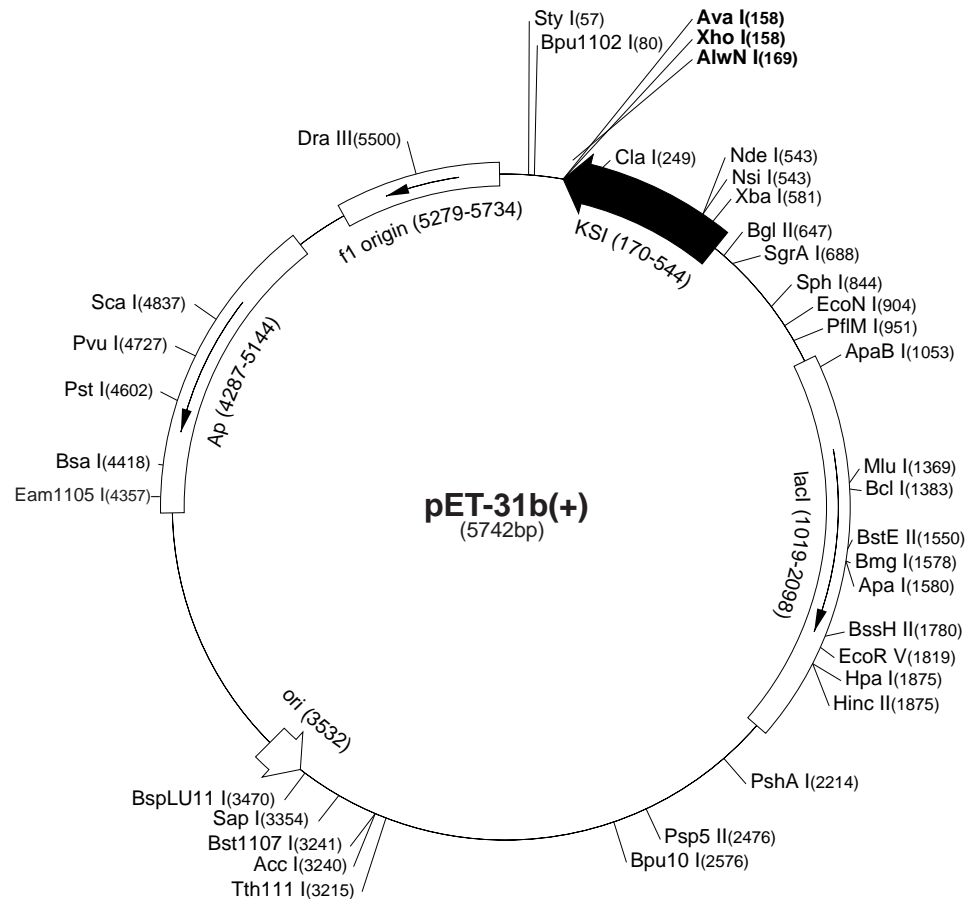 Sty I(57)
Bpu1102 I(80)
Ava I(158)
Xho I(158)
AlwN I(169)
Dra III(5500)
Cla I(249)
Nde I(543)
Nsi I(543)
Xba I(581)
Bgl II(647)
SgrA I(688)
Sph I(844)
EcoN I(904)
PflM I(951)
ApaB I(1053)
Mlu I(1369)
Bcl I(1383)
BstE II(1550)
Bmg I(1578)
Apa I(1580)
BssH II(1780)
EcoR V(1819)
Hpa I(1875)
Hinc II(1875)
PshA I(2214)
Psp5 II(2476)
Bpu10 I(2576)
f1 origin (5279-5734)
KSI (170-544)
lacI (1019-2098)
Sca I(4837)
Pvu I(4727)
Pst I(4602)
Bsa I(4418)
Eam1105 I(4357)
Ap (4287-5144)
pET-31b(+)
(5742bp)
ori (3532)
BspLU11 I(3470)
Sap I(3354)
Bst1107 I(3241)
Acc I(3240)
Tth111 I(3215)